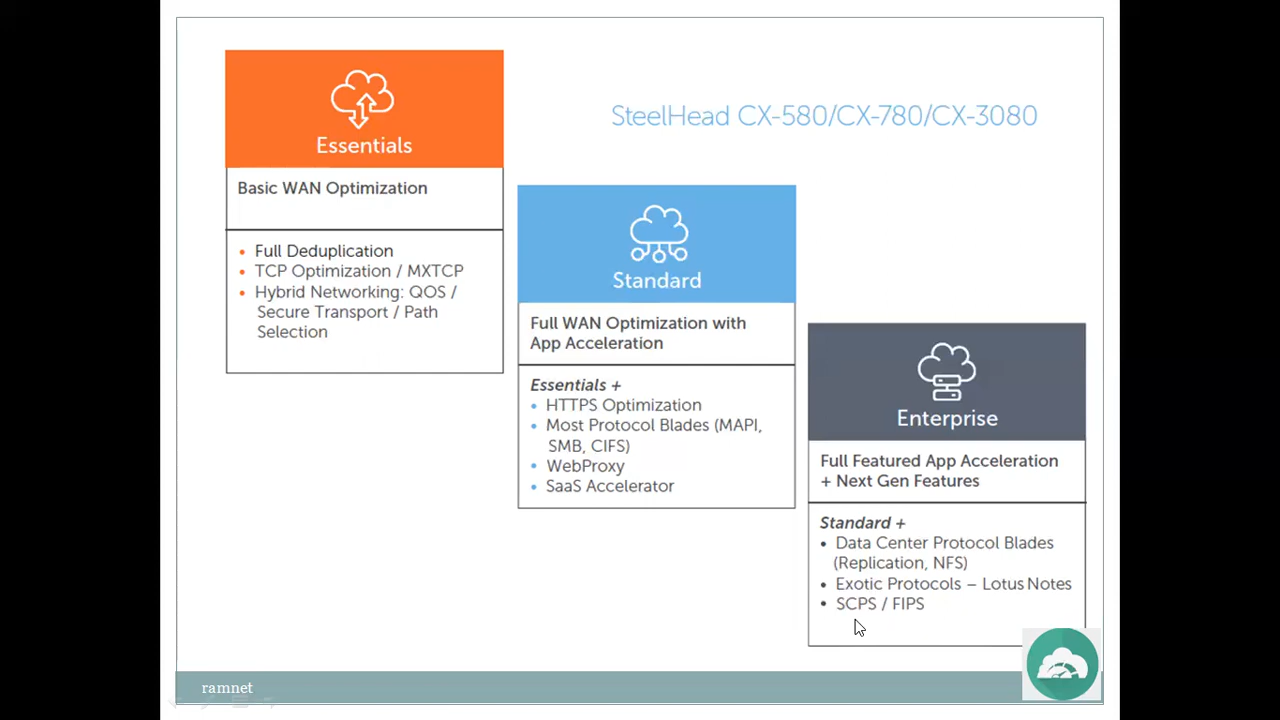 SteelHead CX-580/CX-780/CX-3080
Essentials
Basic WAN Optimization
• Full Deduplication
• TCP Optimization / MXTCP
• Hybrid Networking: QOS /
Secure Transport / Path
Selection
Standard
Full WAN Optimization with
App Acceleration
Essentials +
• HTTPS Optimization
• Most Protocol Blades (MAPI,
SMB, CIFS)
• WebProxy
• SaaS Accelerator
Enterprise
Full Featured App Acceleration
+ Next Gen Features
Standard +
• Data Center Protocol Blades
(Replication, NFS)
• Exotic Protocols – Lotus Notes
• SCPS / FIPS
ramnet